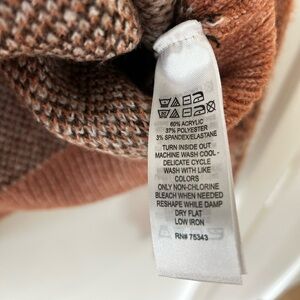 60% ACRYLIC
37% POLYESTER
3% SPANDEX/ELASTANE
TURN INSIDE OUT
MACHINE WASH COOL -
DELICATE CYCLE
WASH WITH LIKE
COLORS
ONLY NON-CHLORINE
BLEACH WHEN NEEDED
RESHAPE WHILE DAMP
DRY FLAT
LOW IRON
RN# 75343